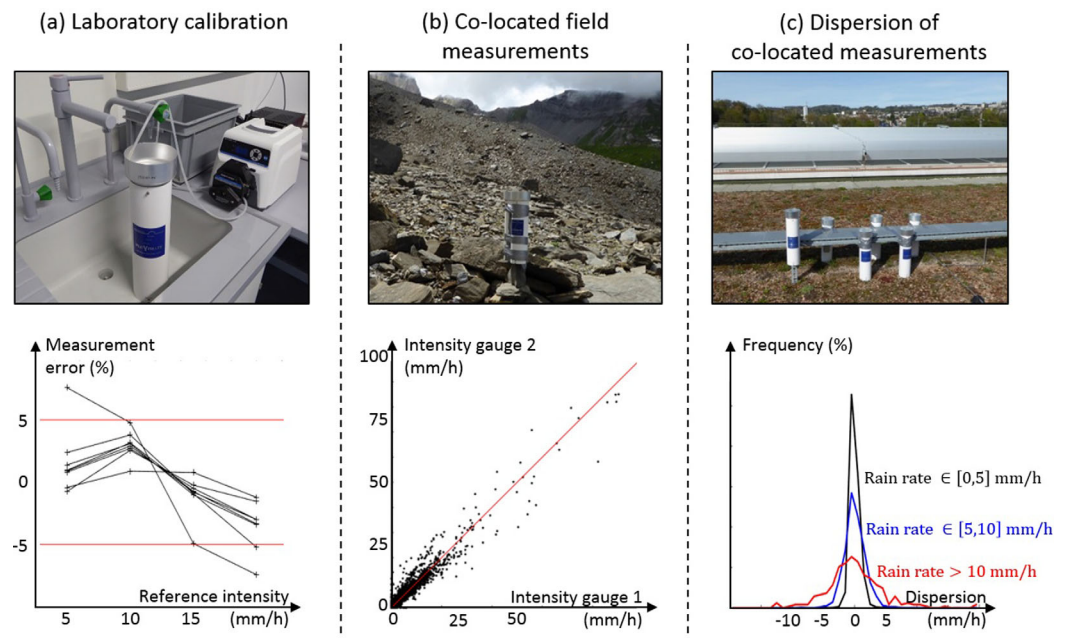 (a) Laboratory calibration
(b) Co-located field
measurements
(c) Dispersion of
co-located measurements
Measurement
error (%)
5
0
-5
Reference intensity
(mm/h)
5
10
15
Intensity gauge 2
(mm/h)
100
75
50
25
0
Intensity gauge 1
(mm/h)
0
25
50
Frequency (%)
Rain rate ∈ [0,5] mm/h
Rain rate ∈ [5,10] mm/h
Rain rate > 10 mm/h
Dispersion
(mm/h)
-10
-5
0
5